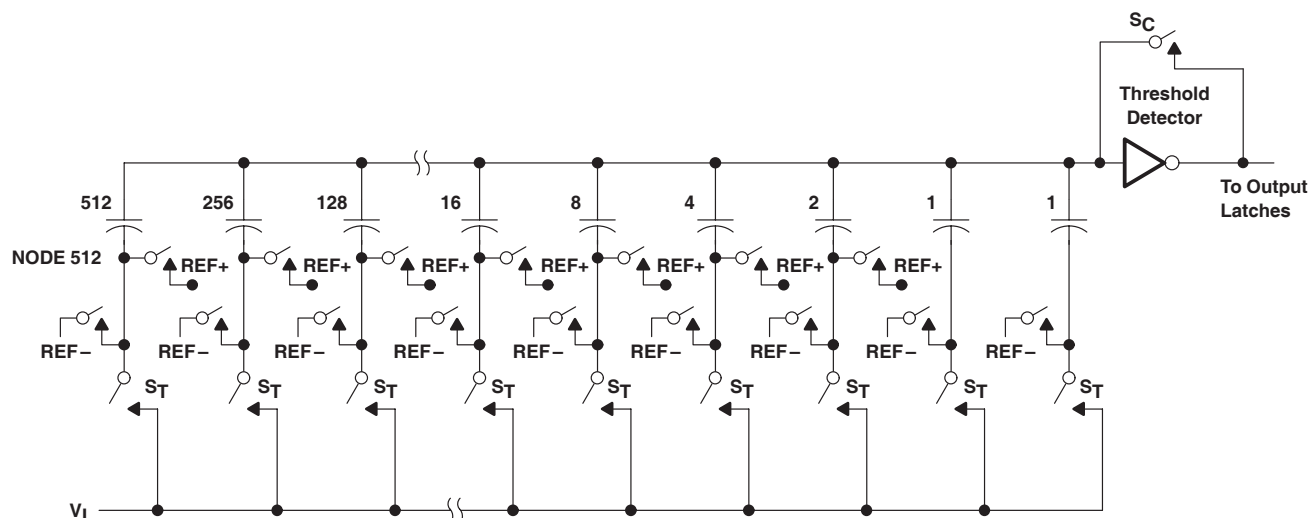 SC
Threshold
Detector
To Output
Latches
512 256 128 16 8 4 2 1 1
NODE 512
REF+ REF+ REF+ REF+ REF+ REF+ REF+
REF− REF− REF− REF− REF− REF− REF− REF− REF−
ST ST ST ST ST ST ST ST ST
VI